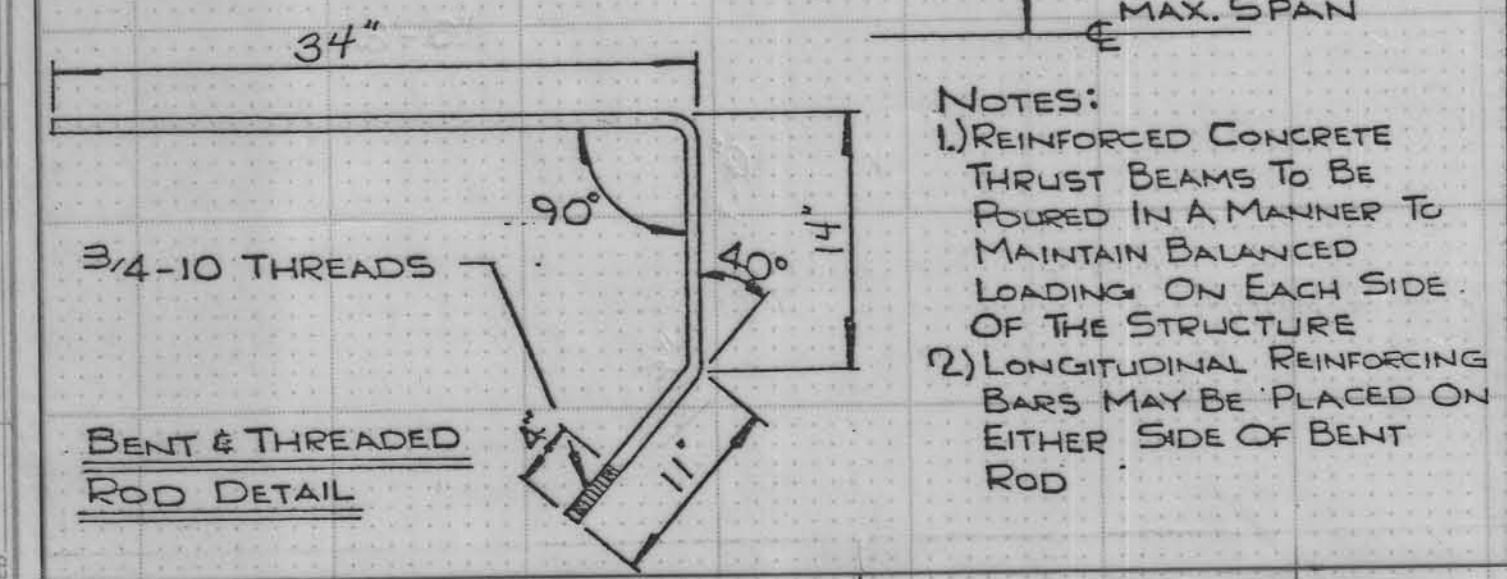 MAX. SPAN
℄
34"
90°
14"
40°
3/4-10 THREADS
4"
11"
BENT & THREADED
ROD DETAIL
NOTES:
1.) REINFORCED CONCRETE
THRUST BEAMS TO BE
POURED IN A MANNER TO
MAINTAIN BALANCED
LOADING ON EACH SIDE
OF THE STRUCTURE
2) LONGITUDINAL REINFORCING
BARS MAY BE PLACED ON
EITHER SIDE OF BENT
ROD